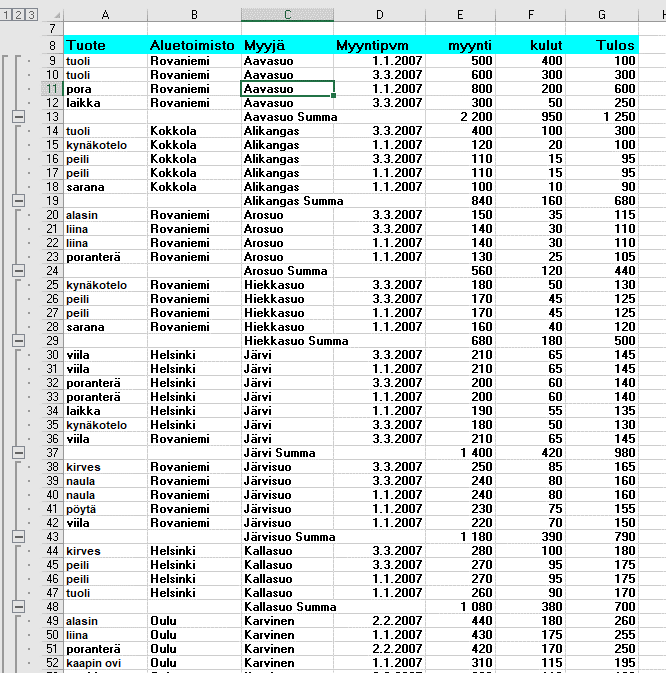 1 2 3 A B C D E F G
7
8 Tuote Aluetoimisto Myyjä Myyntipvm myynti kulut Tulos
9 tuoli Rovaniemi Aavasuo 1.1.2007 500 400 100
10 tuoli Rovaniemi Aavasuo 3.3.2007 600 300 300
11 pora Rovaniemi Aavasuo 1.1.2007 800 200 600
12 laikka Rovaniemi Aavasuo 3.3.2007 300 50 250
13 Aavasuo Summa 2 200 950 1 250
14 tuoli Kokkola Alikangas 3.3.2007 400 100 300
15 kynäkotelo Kokkola Alikangas 1.1.2007 120 20 100
16 peili Kokkola Alikangas 3.3.2007 110 15 95
17 peili Kokkola Alikangas 1.1.2007 110 15 95
18 sarana Kokkola Alikangas 1.1.2007 100 10 90
19 Alikangas Summa 840 160 680
20 alasin Rovaniemi Arosuo 3.3.2007 150 35 115
21 liina Rovaniemi Arosuo 3.3.2007 140 30 110
22 liina Rovaniemi Arosuo 1.1.2007 140 30 110
23 poranterä Rovaniemi Arosuo 1.1.2007 130 25 105
24 Arosuo Summa 560 120 440
25 kynäkotelo Rovaniemi Hiekkasuo 3.3.2007 180 50 130
26 peili Rovaniemi Hiekkasuo 3.3.2007 170 45 125
27 peili Rovaniemi Hiekkasuo 1.1.2007 170 45 125
28 sarana Rovaniemi Hiekkasuo 1.1.2007 160 40 120
29 Hiekkasuo Summa 680 180 500
30 viila Helsinki Järvi 3.3.2007 210 65 145
31 viila Helsinki Järvi 1.1.2007 210 65 145
32 poranterä Helsinki Järvi 3.3.2007 200 60 140
33 poranterä Helsinki Järvi 1.1.2007 200 60 140
34 laikka Helsinki Järvi 1.1.2007 190 55 135
35 kynäkotelo Helsinki Järvi 3.3.2007 180 50 130
36 viila Rovaniemi Järvi 3.3.2007 210 65 145
37 Järvi Summa 1 400 420 980
38 kirves Rovaniemi Järvisuo 3.3.2007 250 85 165
39 naula Rovaniemi Järvisuo 3.3.2007 240 80 160
40 naula Rovaniemi Järvisuo 1.1.2007 240 80 160
41 pöytä Rovaniemi Järvisuo 1.1.2007 230 75 155
42 viila Rovaniemi Järvisuo 1.1.2007 220 70 150
43 Järvisuo Summa 1 180 390 790
44 kirves Helsinki Kallasuo 3.3.2007 280 100 180
45 peili Helsinki Kallasuo 3.3.2007 270 95 175
46 peili Helsinki Kallasuo 1.1.2007 270 95 175
47 tuoli Helsinki Kallasuo 1.1.2007 260 90 170
48 Kallasuo Summa 1 080 380 700
49 alasin Oulu Karvinen 2.2.2007 440 180 260
50 liina Oulu Karvinen 1.1.2007 430 175 255
51 poranterä Oulu Karvinen 2.2.2007 420 170 250
52 kaapin ovi Oulu Karvinen 1.1.2007 310 115 195